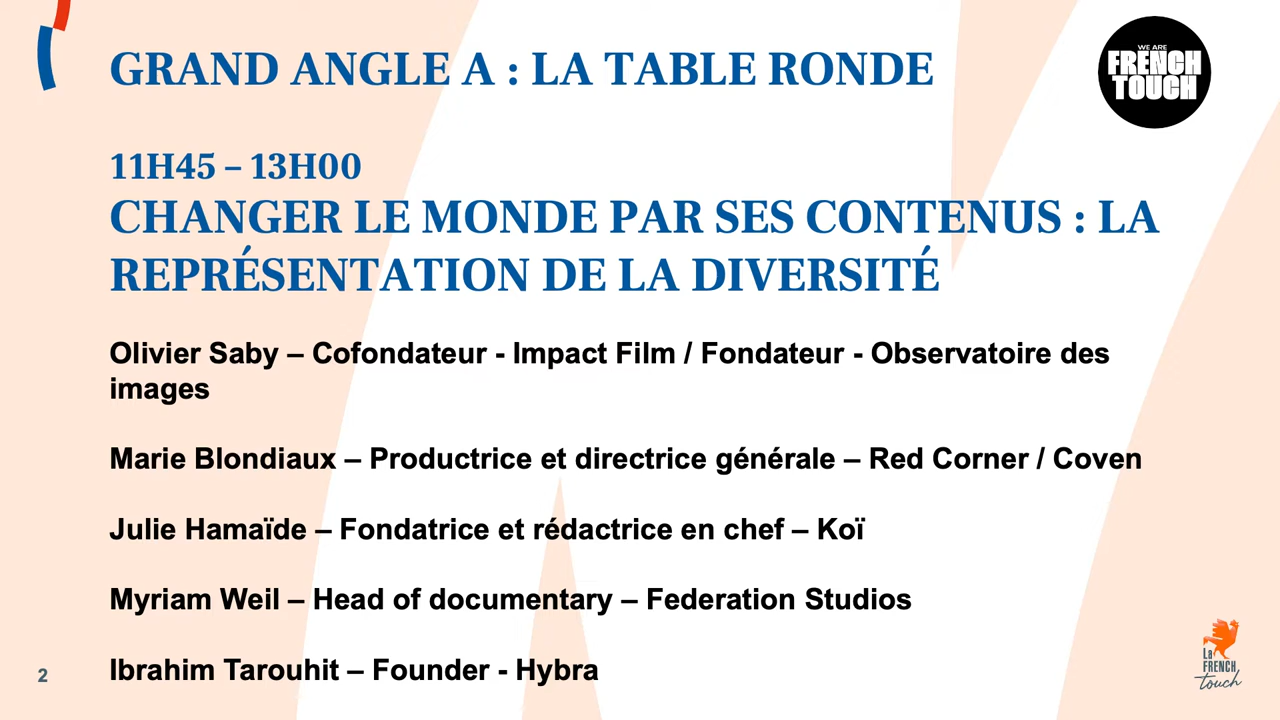 GRAND ANGLE A : LA TABLE RONDE
WE ARE
FRENCH
TOUCH
11H45 – 13H00
CHANGER LE MONDE PAR SES CONTENUS : LA
REPRÉSENTATION DE LA DIVERSITÉ
Olivier Saby – Cofondateur - Impact Film / Fondateur - Observatoire des
images
Marie Blondiaux – Productrice et directrice générale – Red Corner / Coven
Julie Hamaïde – Fondatrice et rédactrice en chef – Koï
Myriam Weil – Head of documentary – Federation Studios
Ibrahim Tarouhit – Founder - Hybra
2
La
FRENCH
touch